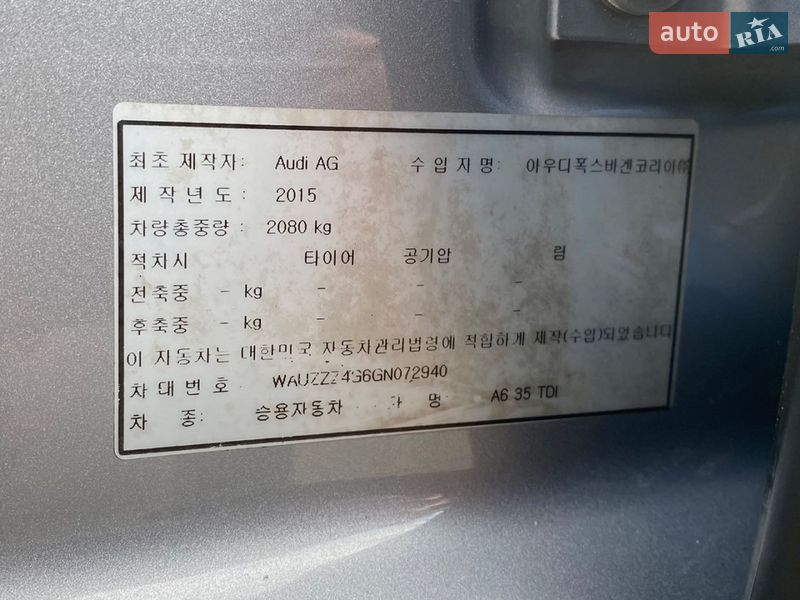 auto RIA .com
최초 제작자: Audi AG 수 입 자 명: 아우디폭스바겐코리아㈜
제 작 년 도 : 2015
차량총중량 : 2080 kg
적차시 타이어 공기압 림
전축중 - kg - - -
후축중 - kg - - -
이 자동차는 대한민국 자동차관리법령에 적합하게 제작(수입)되었습니다
차 대 번 호 : WAUZZZ4G6GN072940
차 종: 승용자동차 명: A6 35 TDI